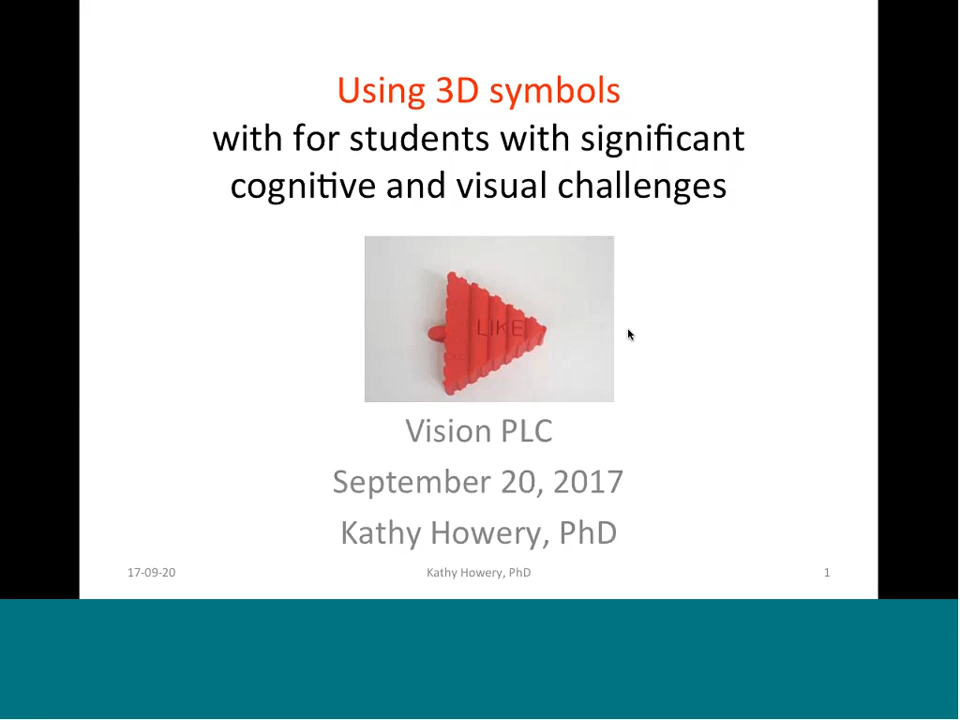 Using 3D symbols
with for students with significant
cognitive and visual challenges
LIKE
Vision PLC
September 20, 2017
Kathy Howery, PhD
17-09-20
Kathy Howery, PhD
1